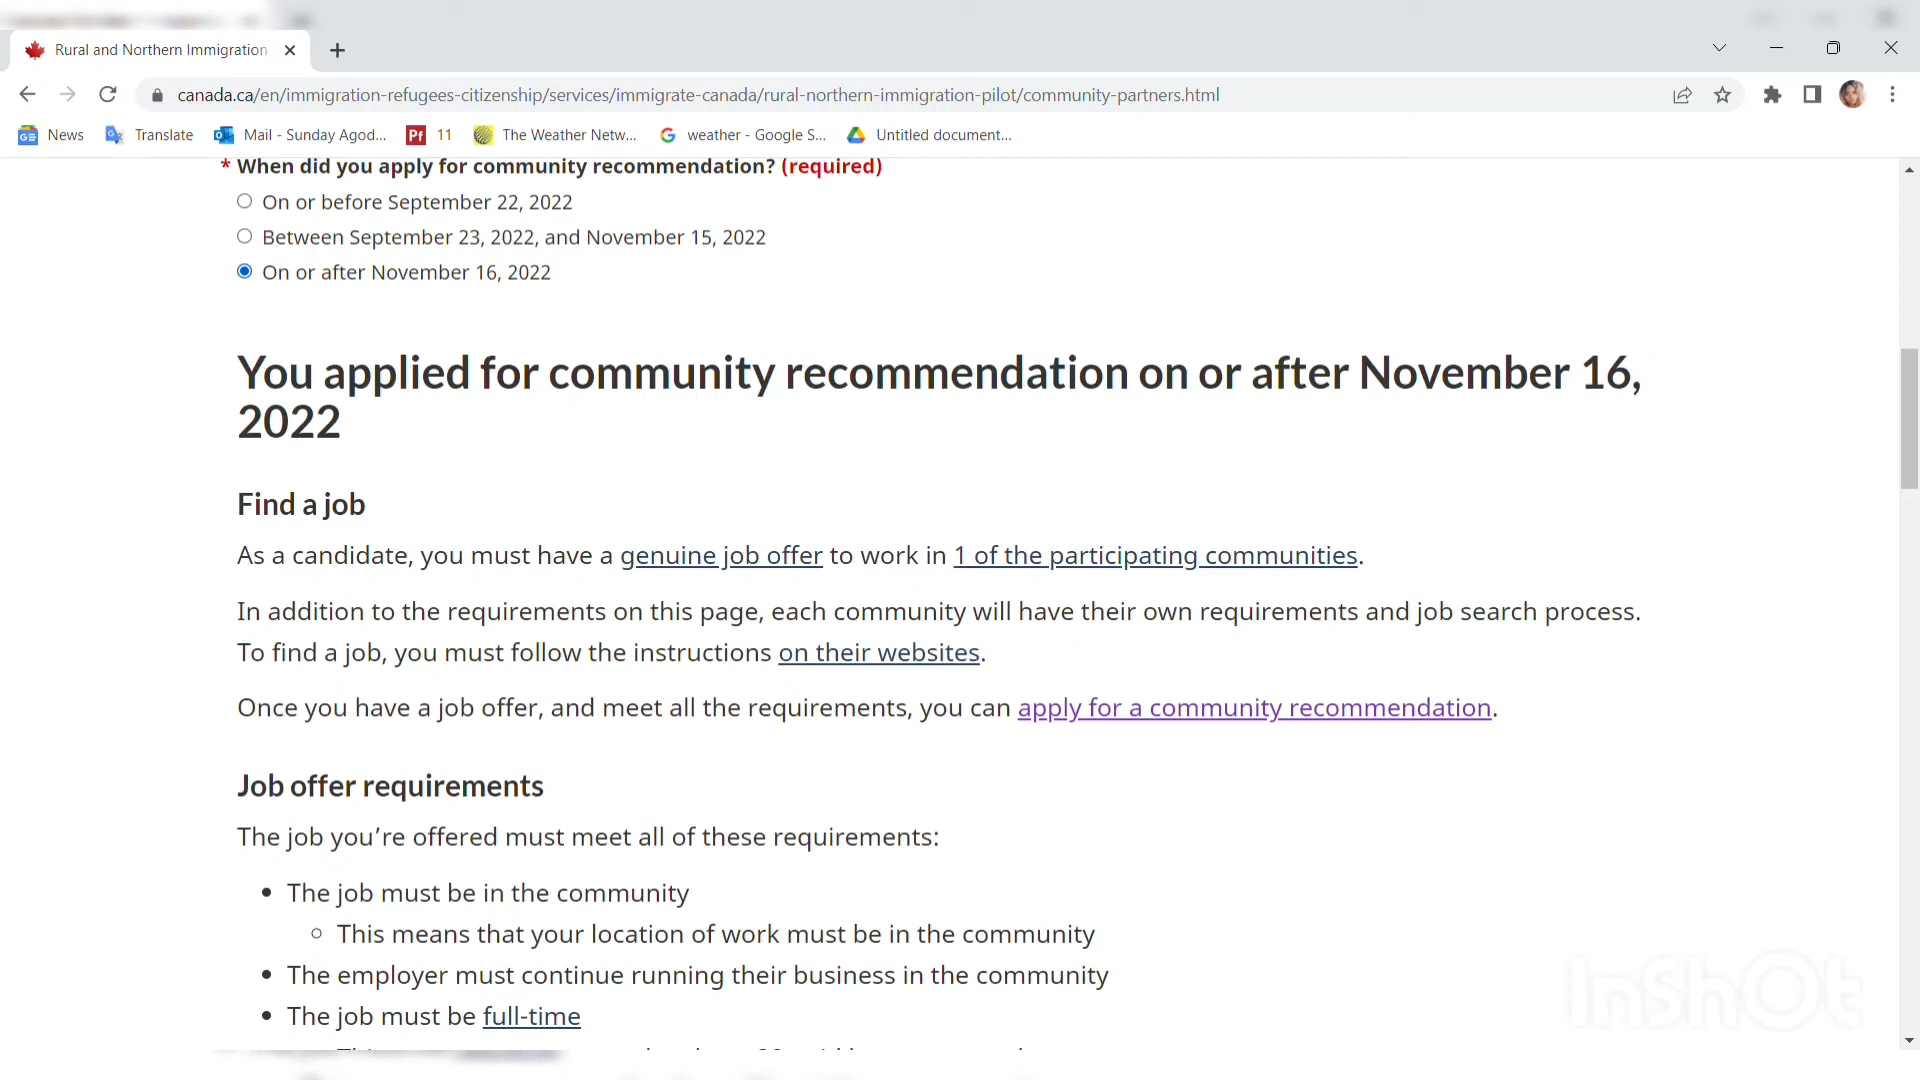 Rural and Northern Immigration
canada.ca/en/immigration-refugees-citizenship/services/immigrate-canada/rural-northern-immigration-pilot/community-partners.html
News Translate Mail - Sunday Agod... Pf 11 The Weather Netw... weather - Google S... Untitled document...
* When did you apply for community recommendation? (required)
On or before September 22, 2022
Between September 23, 2022, and November 15, 2022
On or after November 16, 2022
You applied for community recommendation on or after November 16,
2022
Find a job
As a candidate, you must have a genuine job offer to work in 1 of the participating communities.
In addition to the requirements on this page, each community will have their own requirements and job search process.
To find a job, you must follow the instructions on their websites.
Once you have a job offer, and meet all the requirements, you can apply for a community recommendation.
Job offer requirements
The job you’re offered must meet all of these requirements:
The job must be in the community
This means that your location of work must be in the community
The employer must continue running their business in the community
The job must be full-time
InShOt